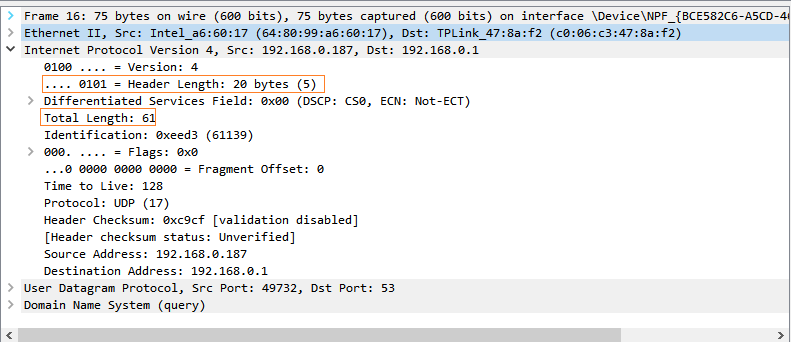 Frame 16: 75 bytes on wire (600 bits), 75 bytes captured (600 bits) on interface \Device\NPF_{BCE582C6-A5CD-4
Ethernet II, Src: Intel_a6:60:17 (64:80:99:a6:60:17), Dst: TPLink_47:8a:f2 (c0:06:c3:47:8a:f2)
Internet Protocol Version 4, Src: 192.168.0.187, Dst: 192.168.0.1
0100 .... = Version: 4
.... 0101 = Header Length: 20 bytes (5)
Differentiated Services Field: 0x00 (DSCP: CS0, ECN: Not-ECT)
Total Length: 61
Identification: 0xeed3 (61139)
000. .... = Flags: 0x0
...0 0000 0000 0000 = Fragment Offset: 0
Time to Live: 128
Protocol: UDP (17)
Header Checksum: 0xc9cf [validation disabled]
[Header checksum status: Unverified]
Source Address: 192.168.0.187
Destination Address: 192.168.0.1
User Datagram Protocol, Src Port: 49732, Dst Port: 53
Domain Name System (query)